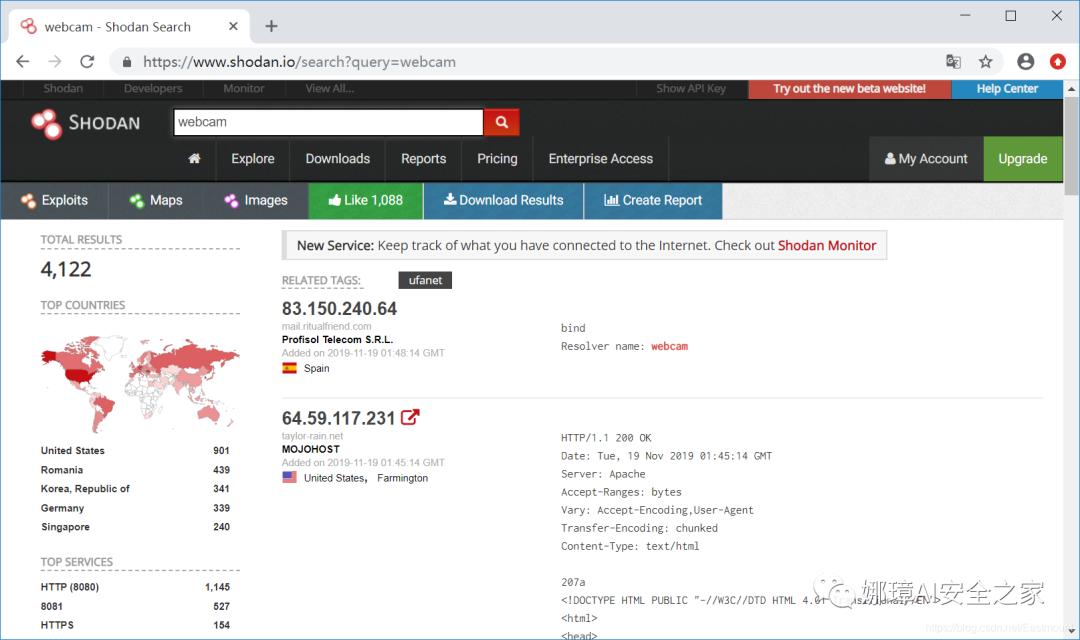 webcam - Shodan Search
https://www.shodan.io/search?query=webcam
Shodan Developers Monitor View All... Show API Key Try out the new beta website! Help Center
SHODAN webcam
Explore Downloads Reports Pricing Enterprise Access My Account Upgrade
Exploits Maps Images Like 1,088 Download Results Create Report
TOTAL RESULTS
4,122
TOP COUNTRIES
United States 901
Romania 439
Korea, Republic of 341
Germany 339
Singapore 240
TOP SERVICES
HTTP (8080) 1,145
8081 527
HTTPS 154
New Service: Keep track of what you have connected to the Internet. Check out Shodan Monitor
RELATED TAGS: ufanet
83.150.240.64
mail.ritualfriend.com
Profisol Telecom S.R.L.
Added on 2019-11-19 01:48:14 GMT
Spain
bind
Resolver name: webcam
64.59.117.231
taylor-rain.net
MOJOHOST
Added on 2019-11-19 01:45:14 GMT
United States, Farmington
HTTP/1.1 200 OK
Date: Tue, 19 Nov 2019 01:45:14 GMT
Server: Apache
Accept-Ranges: bytes
Vary: Accept-Encoding,User-Agent
Transfer-Encoding: chunked
Content-Type: text/html
207a
<!DOCTYPE HTML PUBLIC "-//W3C//DTD HTML 4.01
<html>
<head>
娜璋AI安全之家
https://blog.csdn.net/Eastmount